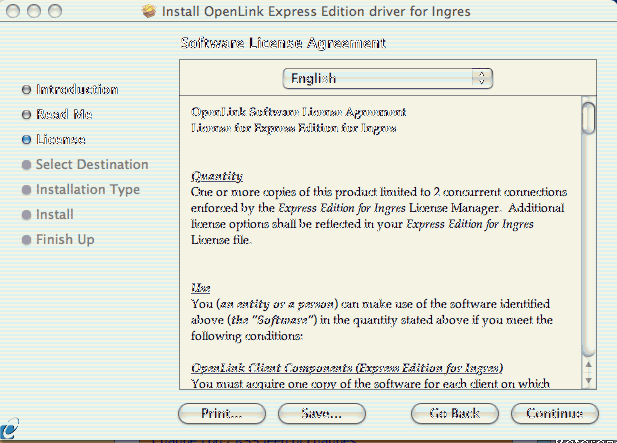 Install OpenLink Express Edition driver for Ingres
Software License Agreement
English
Introduction
Read Me
License
Select Destination
Installation Type
Install
Finish Up
OpenLink Software License Agreement
License for Express Edition for Ingres
Quantity
One or more copies of this product limited to 2 concurrent connections
enforced by the Express Edition for Ingres License Manager. Additional
license options shall be reflected in your Express Edition for Ingres
License file.
Use
You (an entity or a person) can make use of the software identified
above (the "Software") in the quantity stated above if you meet the
following conditions:
OpenLink Client Components (Express Edition for Ingres)
You must acquire one copy of the software for each client on which
Print...
Save...
Go Back
Continue